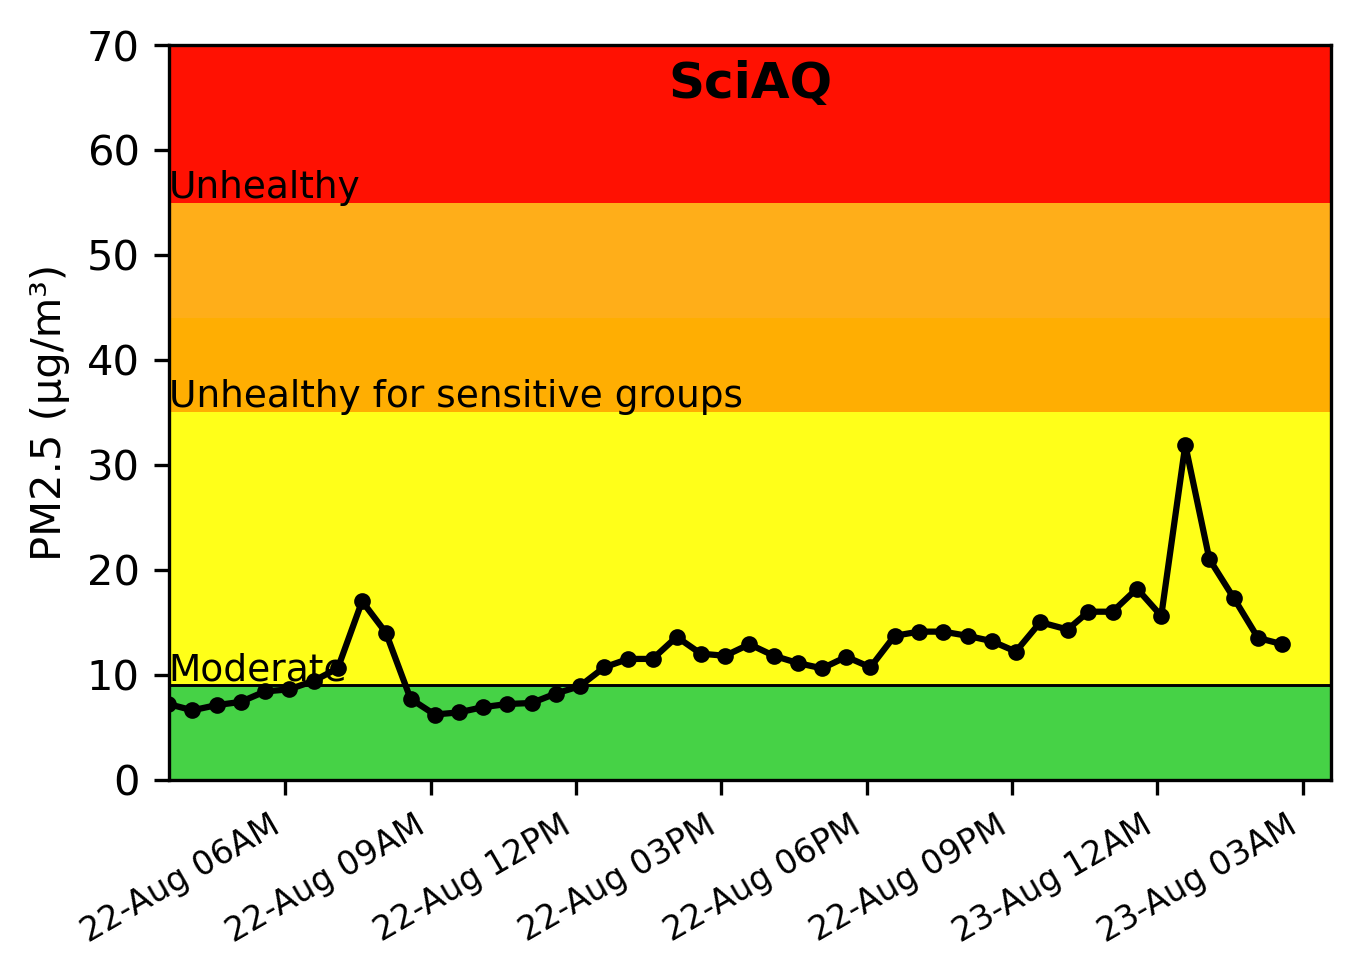 SciAQ
70
60
50
40
30
20
10
0
PM2.5 (µg/m³)
Unhealthy
Unhealthy for sensitive groups
Moderate
22-Aug 06AM
22-Aug 09AM
22-Aug 12PM
22-Aug 03PM
22-Aug 06PM
22-Aug 09PM
23-Aug 12AM
23-Aug 03AM